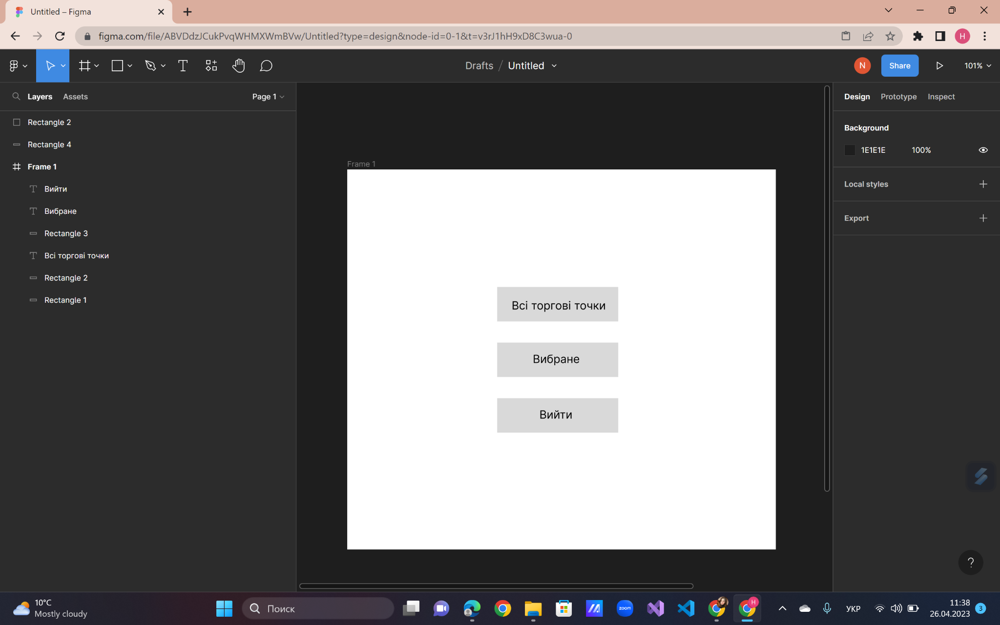 Untitled – Figma
figma.com/file/ABVDdzJCukPvqWHMXWmBVw/Untitled?type=design&node-id=0-1&t=v3rJ1hH9xD8C3wua-0
H
Drafts / Untitled
N
Share
101%
Layers
Assets
Page 1
Design
Prototype
Inspect
Rectangle 2
Rectangle 4
Frame 1
Вийти
Вибране
Rectangle 3
Всі торгові точки
Rectangle 2
Rectangle 1
Frame 1
Всі торгові точки
Вибране
Вийти
Background
1E1E1E
100%
Local styles
Export
?
10°C
Mostly cloudy
Поиск
zoom
H
УКР
11:38
26.04.2023
3